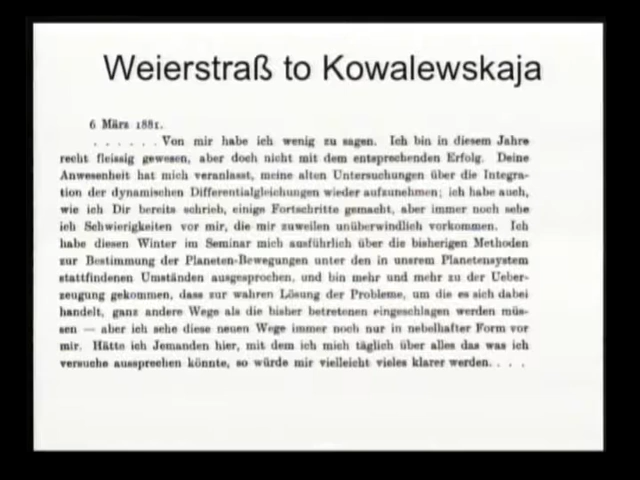 Weierstraß to Kowalewskaja
6 März 1881.
. . . . . . Von mir habe ich wenig zu sagen. Ich bin in diesem Jahre
recht fleissig gewesen, aber doch nicht mit dem entsprechenden Erfolg. Deine
Anwesenheit hat mich veranlasst, meine alten Untersuchungen über die Integra-
tion der dynamischen Differentialgleichungen wieder aufzunehmen; ich habe auch,
wie ich Dir bereits schrieb, einige Fortschritte gemacht, aber immer noch sehe
ich Schwierigkeiten vor mir, die mir zuweilen unüberwindlich vorkommen. Ich
habe diesen Winter im Seminar mich ausführlich über die bisherigen Methoden
zur Bestimmung der Planeten-Bewegungen unter den in unsrem Planetensystem
stattfindenen Umständen ausgesprochen, und bin mehr und mehr zu der Ueber-
zeugung gekommen, dass zur wahren Lösung der Probleme, um die es sich dabei
handelt, ganz andere Wege als die bisher betretenen eingeschlagen werden müs-
sen — aber ich sehe diese neuen Wege immer noch nur in nebelhafter Form vor
mir. Hätte ich Jemanden hier, mit dem ich mich täglich über alles das was ich
versuche aussprechen könnte, so würde mir vielleicht vieles klarer werden. . . .